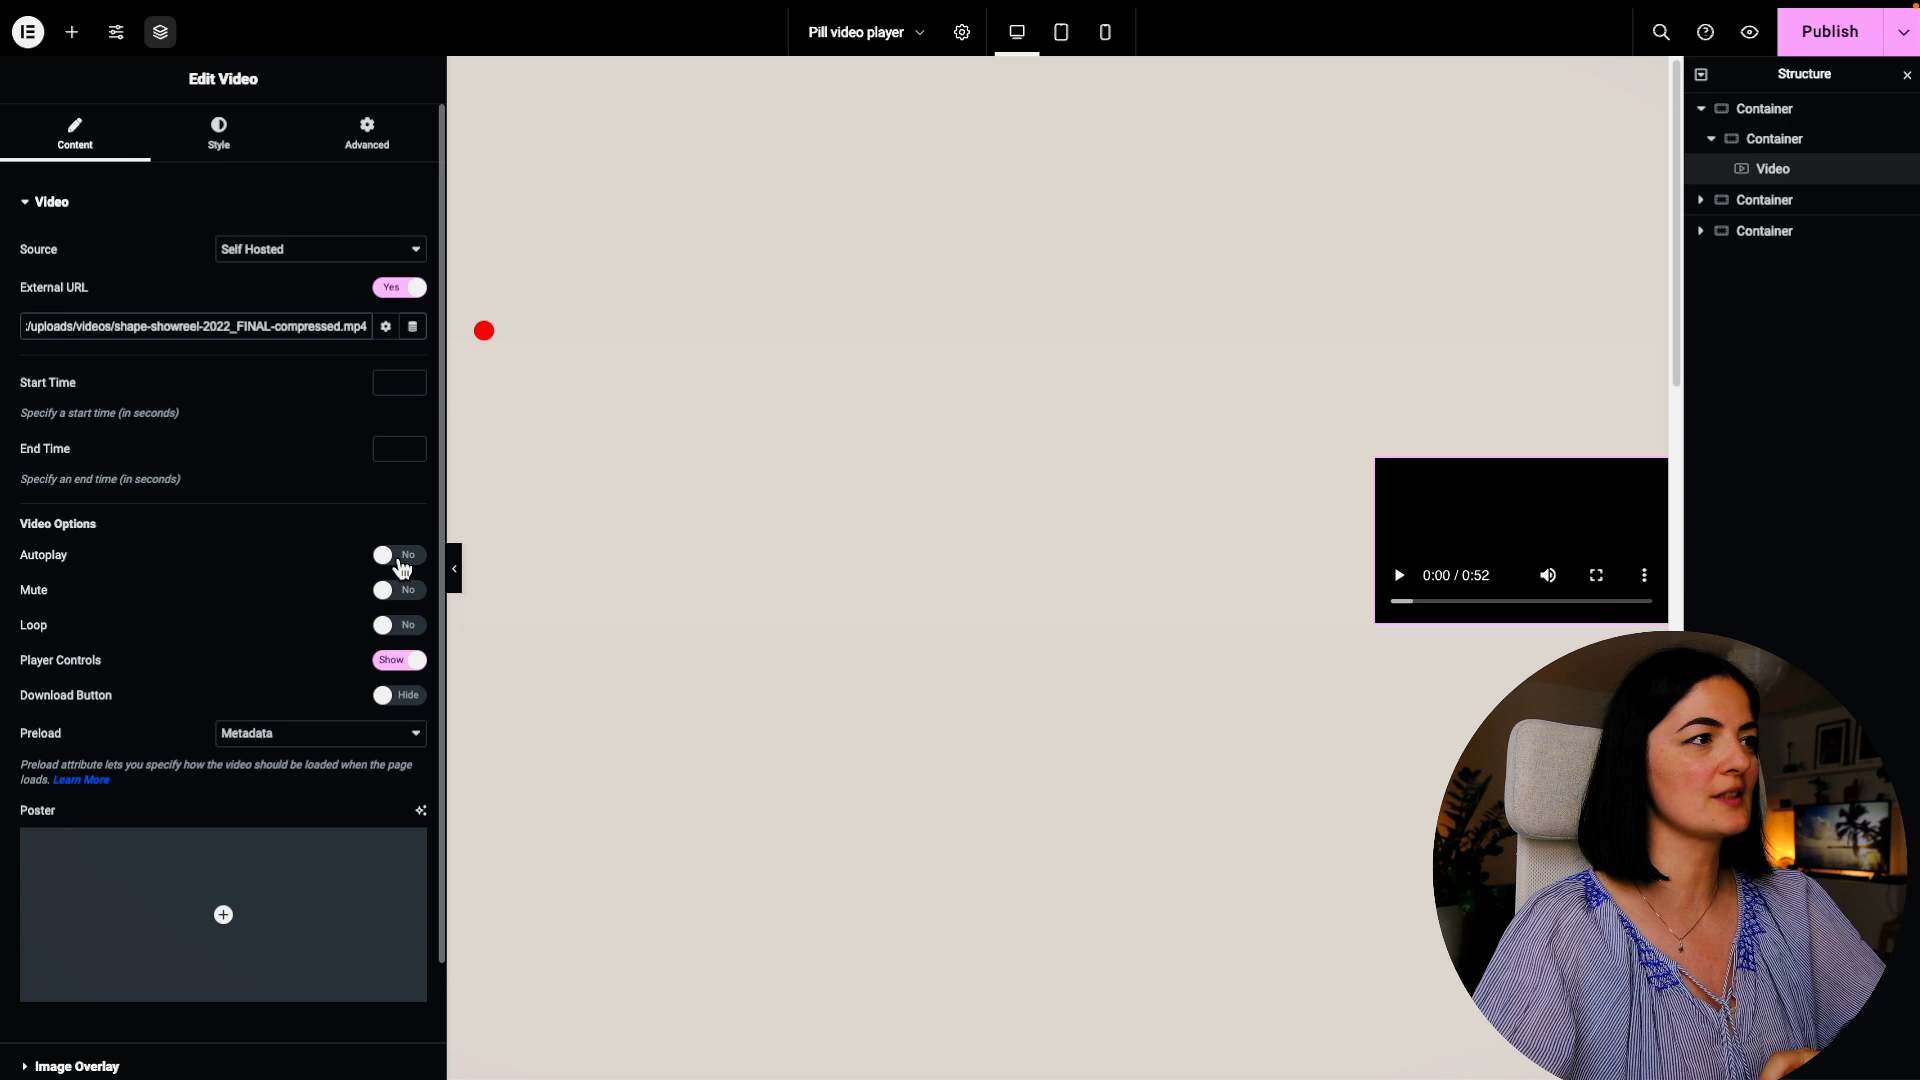 Pill video player
Publish
Edit Video
Structure
Content
Style
Advanced
Container
Container
Video
Container
Container
Video
Source
Self Hosted
External URL
Yes
:/uploads/videos/shape-showreel-2022_FINAL-compressed.mp4
Start Time
Specify a start time (in seconds)
End Time
Specify an end time (in seconds)
Video Options
Autoplay
No
Mute
No
Loop
No
Player Controls
Show
Download Button
Hide
Preload
Metadata
Preload attribute lets you specify how the video should be loaded when the page
loads. Learn More
Poster
Image Overlay
0:00 / 0:52